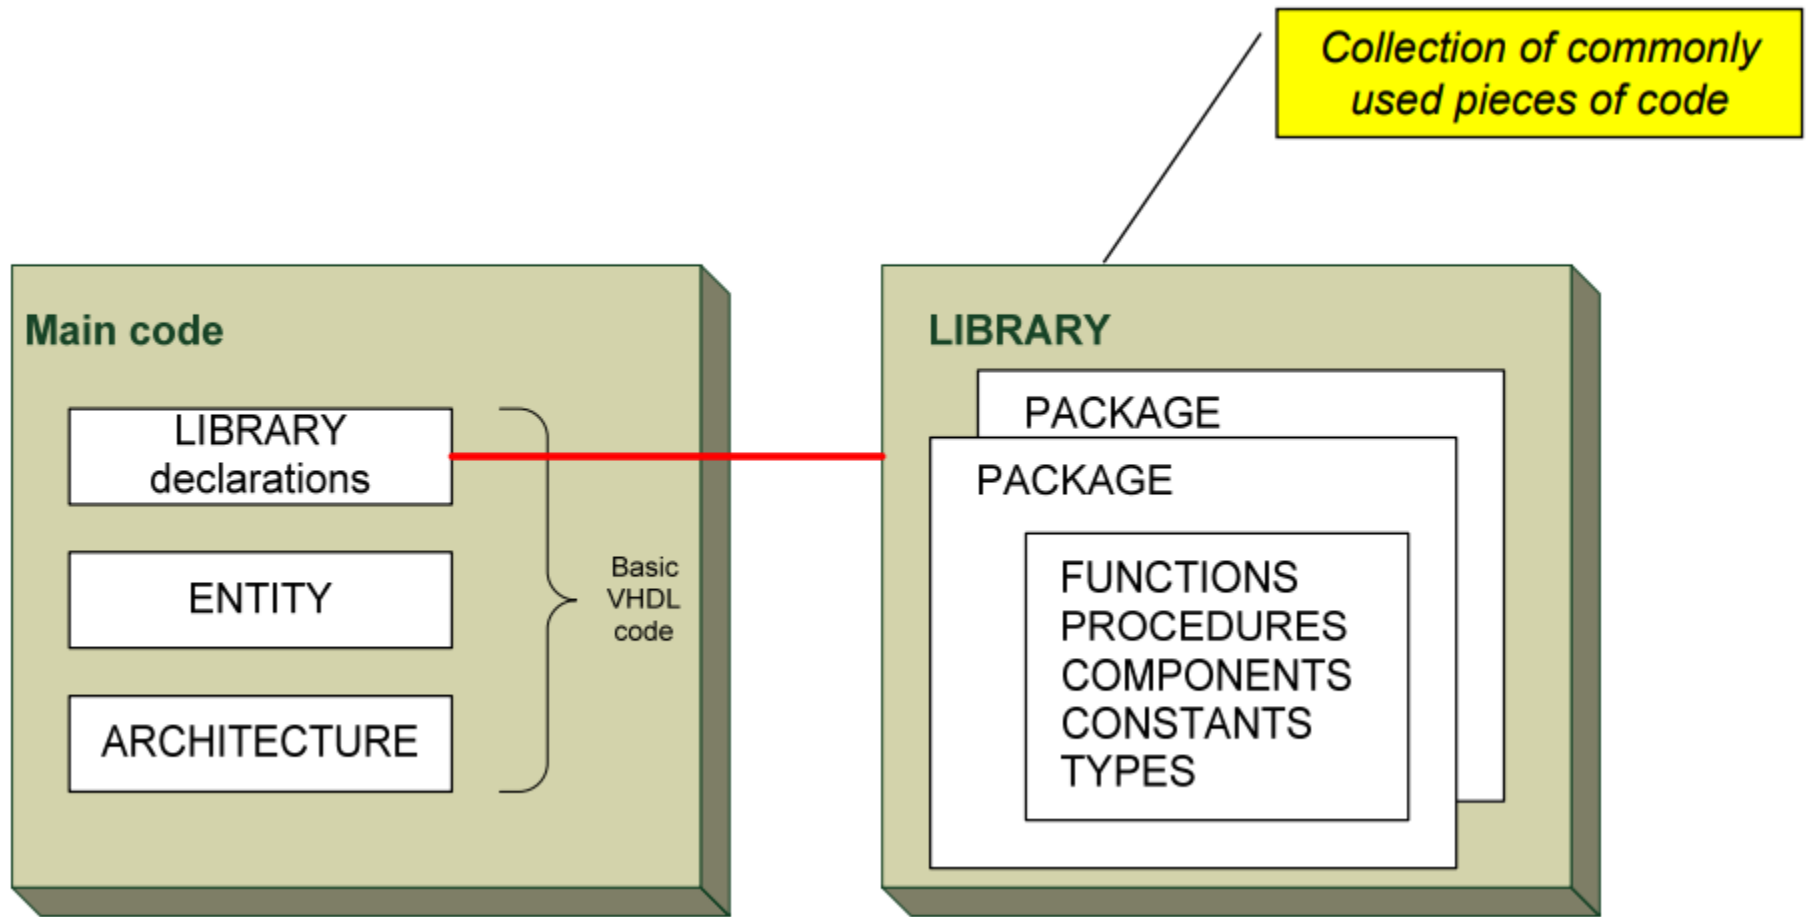 Collection of commonly
used pieces of code
Main code
LIBRARY
declarations
ENTITY
ARCHITECTURE
Basic
VHDL
code
LIBRARY
PACKAGE
PACKAGE
FUNCTIONS
PROCEDURES
COMPONENTS
CONSTANTS
TYPES